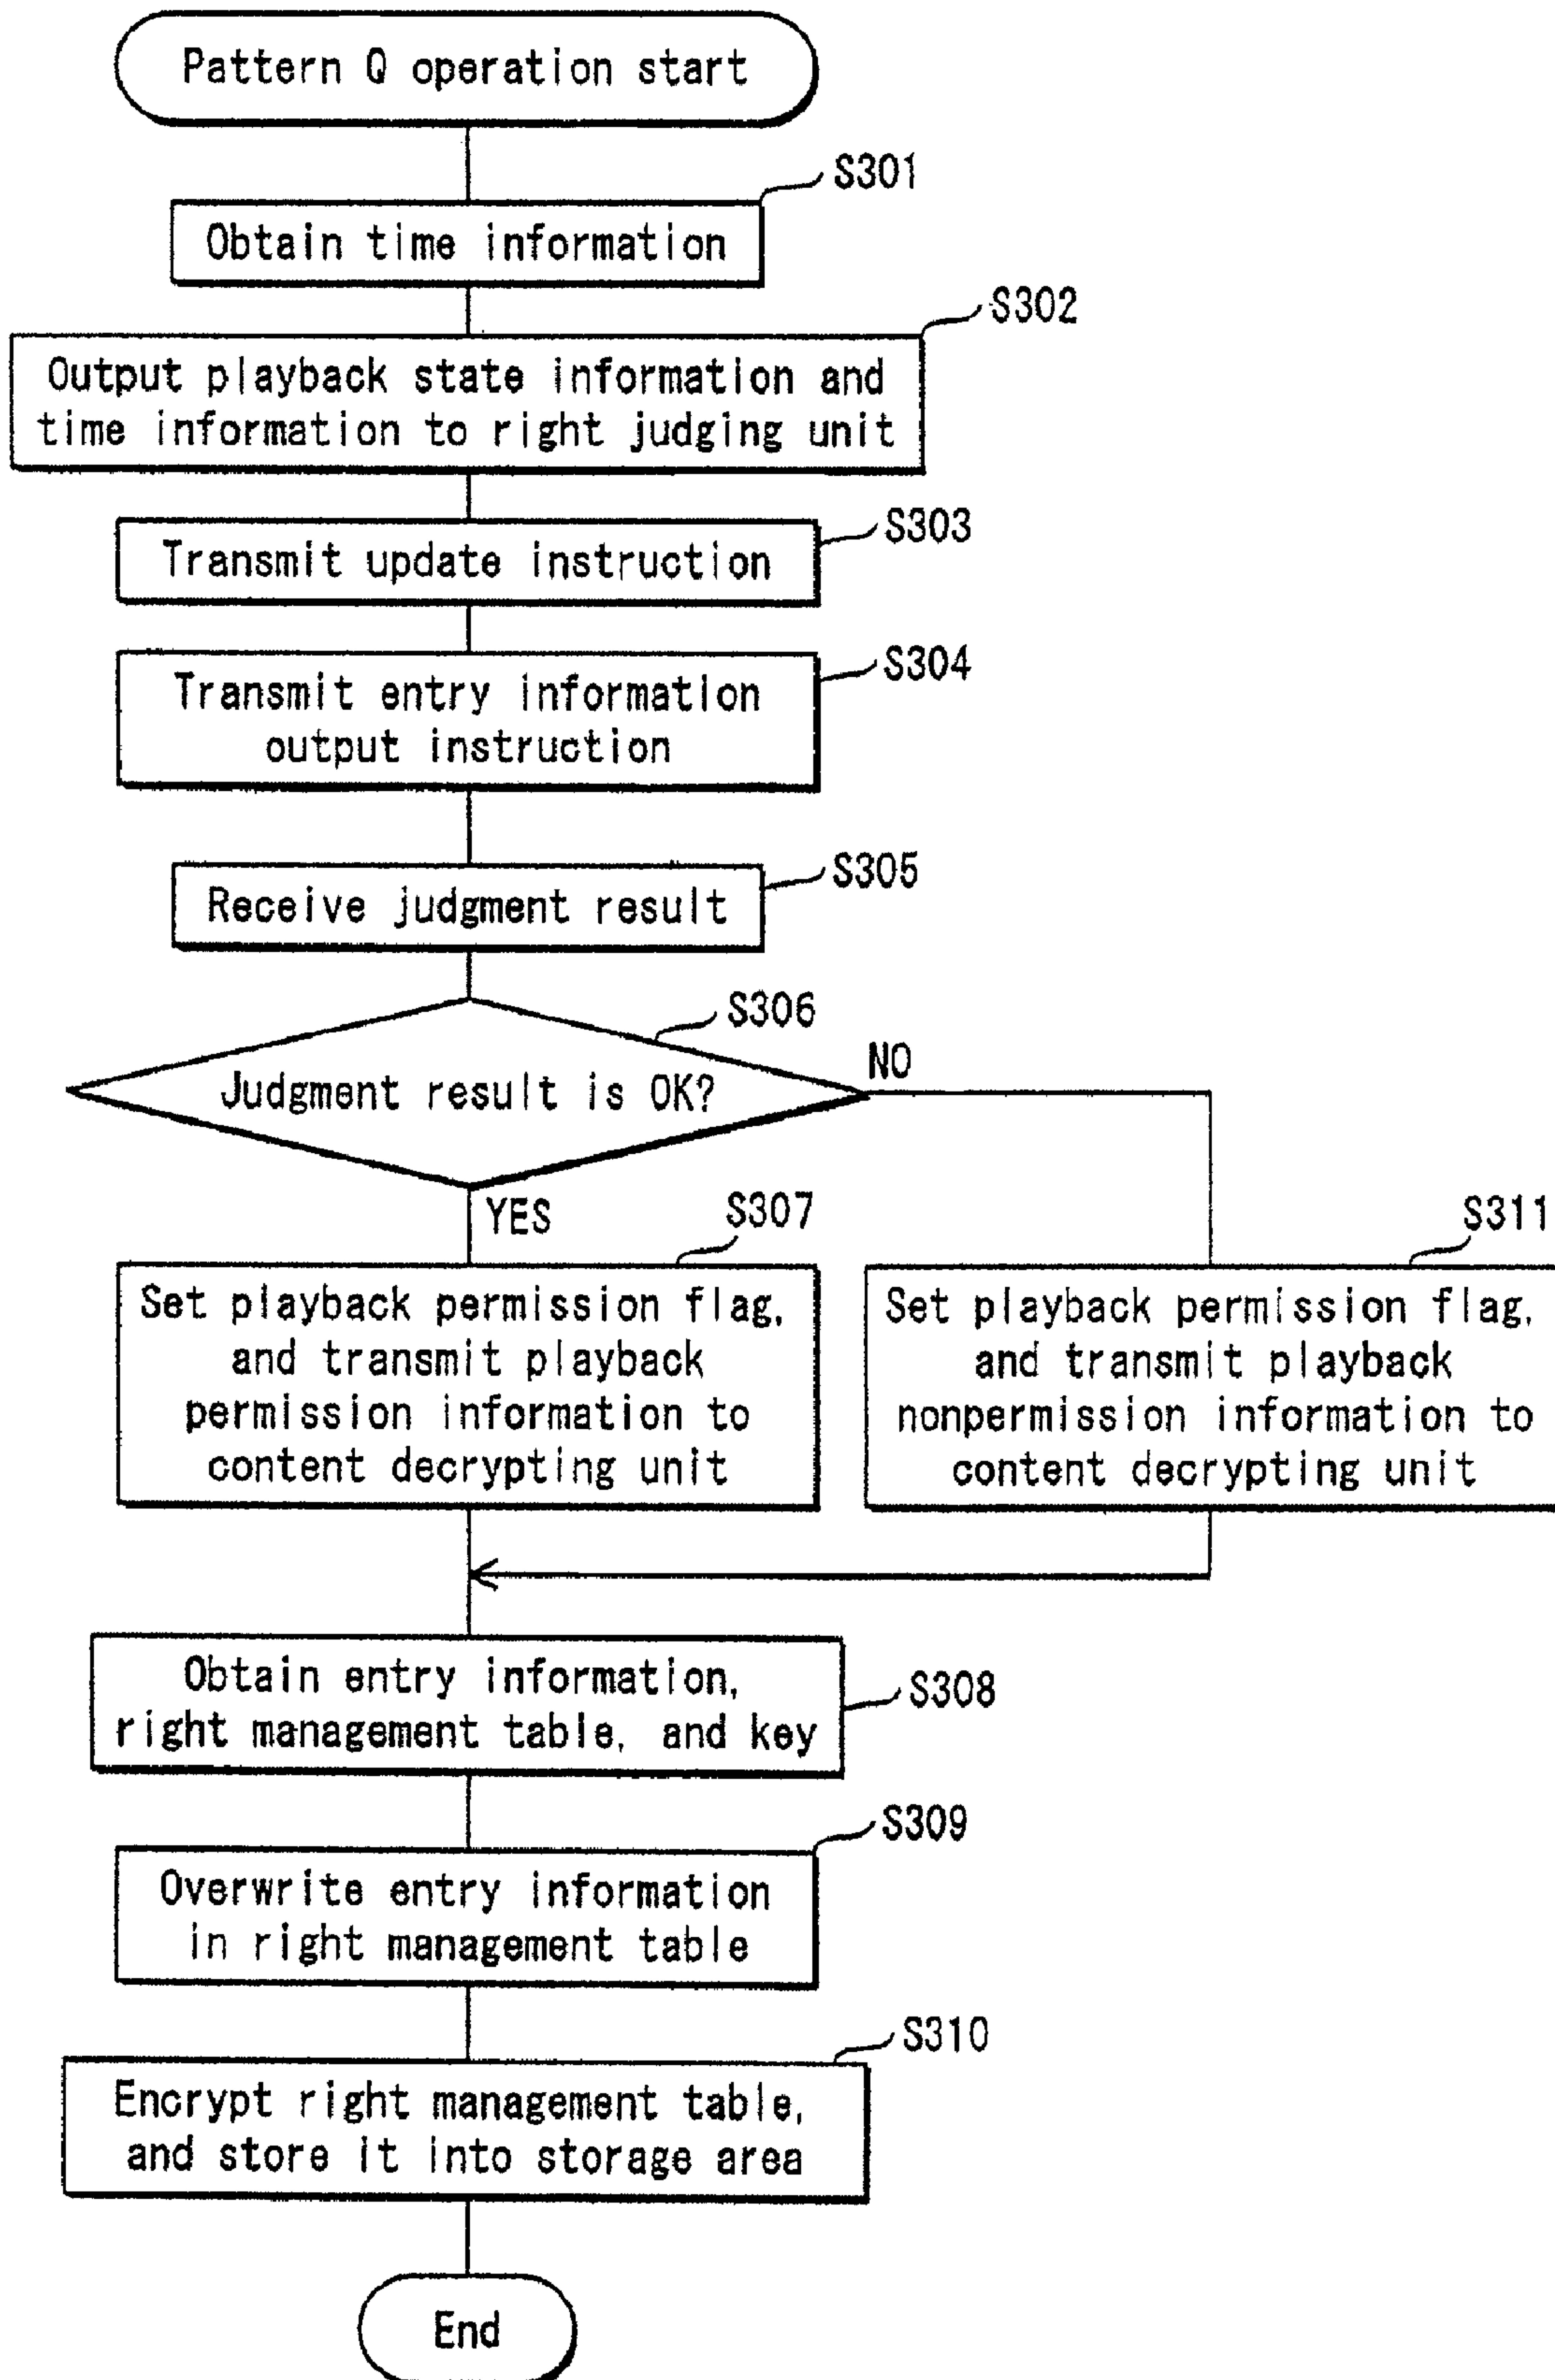 Pattern Q operation start
S301
Obtain time information
S302
Output playback state information and
time information to right judging unit
S303
Transmit update instruction
S304
Transmit entry information
output instruction
S305
Receive judgment result
S306
Judgment result is OK?
NO
YES
S307
Set playback permission flag,
and transmit playback
permission information to
content decrypting unit
S311
Set playback permission flag,
and transmit playback
nonpermission information to
content decrypting unit
S308
Obtain entry information,
right management table, and key
S309
Overwrite entry information
in right management table
S310
Encrypt right management table,
and store it into storage area
End